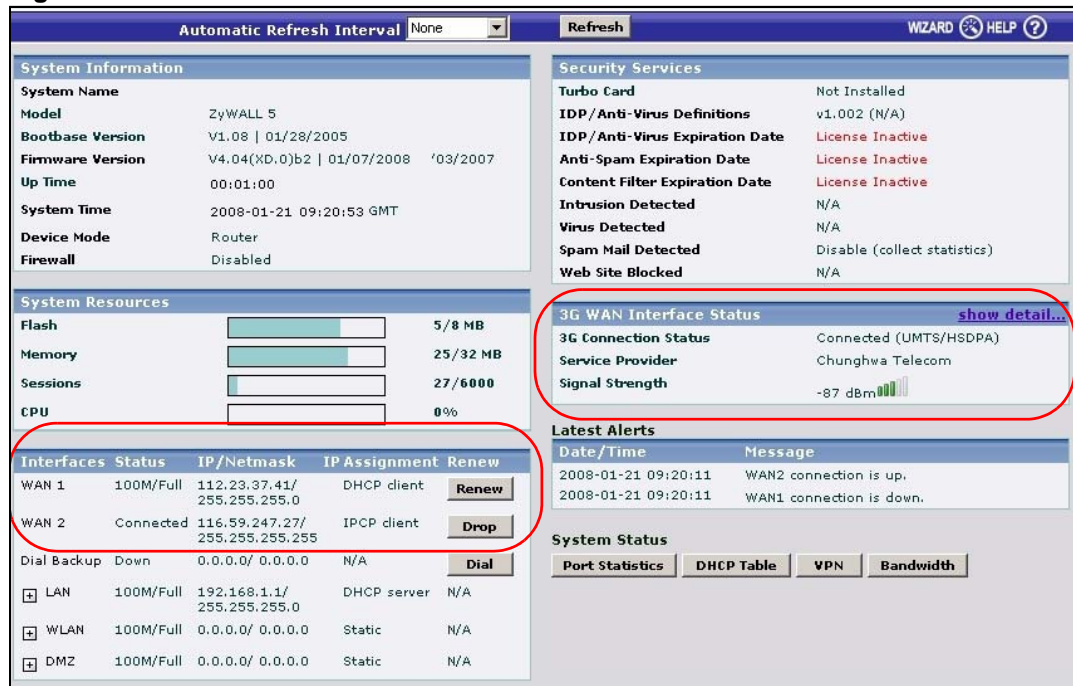 Automatic Refresh Interval None Refresh WIZARD HELP ?
System Information
System Name
Model ZyWALL 5
Bootbase Version V1.08 | 01/28/2005
Firmware Version V4.04(XD.0)b2 | 01/07/2008 '03/2007
Up Time 00:01:00
System Time 2008-01-21 09:20:53 GMT
Device Mode Router
Firewall Disabled
System Resources
Flash 5/8 MB
Memory 25/32 MB
Sessions 27/6000
CPU 0%
Interfaces Status IP/Netmask IP Assignment Renew
WAN 1 100M/Full 112.23.37.41/ DHCP client Renew
255.255.255.0
WAN 2 Connected 116.59.247.27/ IPCP client Drop
255.255.255.255
Dial Backup Down 0.0.0.0/ 0.0.0.0 N/A Dial
+ LAN 100M/Full 192.168.1.1/ DHCP server N/A
255.255.255.0
+ WLAN 100M/Full 0.0.0.0/ 0.0.0.0 Static N/A
+ DMZ 100M/Full 0.0.0.0/ 0.0.0.0 Static N/A
Security Services
Turbo Card Not Installed
IDP/Anti-Virus Definitions v1.002 (N/A)
IDP/Anti-Virus Expiration Date License Inactive
Anti-Spam Expiration Date License Inactive
Content Filter Expiration Date License Inactive
Intrusion Detected N/A
Virus Detected N/A
Spam Mail Detected Disable (collect statistics)
Web Site Blocked N/A
3G WAN Interface Status show detail...
3G Connection Status Connected (UMTS/HSDPA)
Service Provider Chunghwa Telecom
Signal Strength -87 dBm
Latest Alerts
Date/Time Message
2008-01-21 09:20:11 WAN2 connection is up.
2008-01-21 09:20:11 WAN1 connection is down.
System Status
Port Statistics DHCP Table VPN Bandwidth